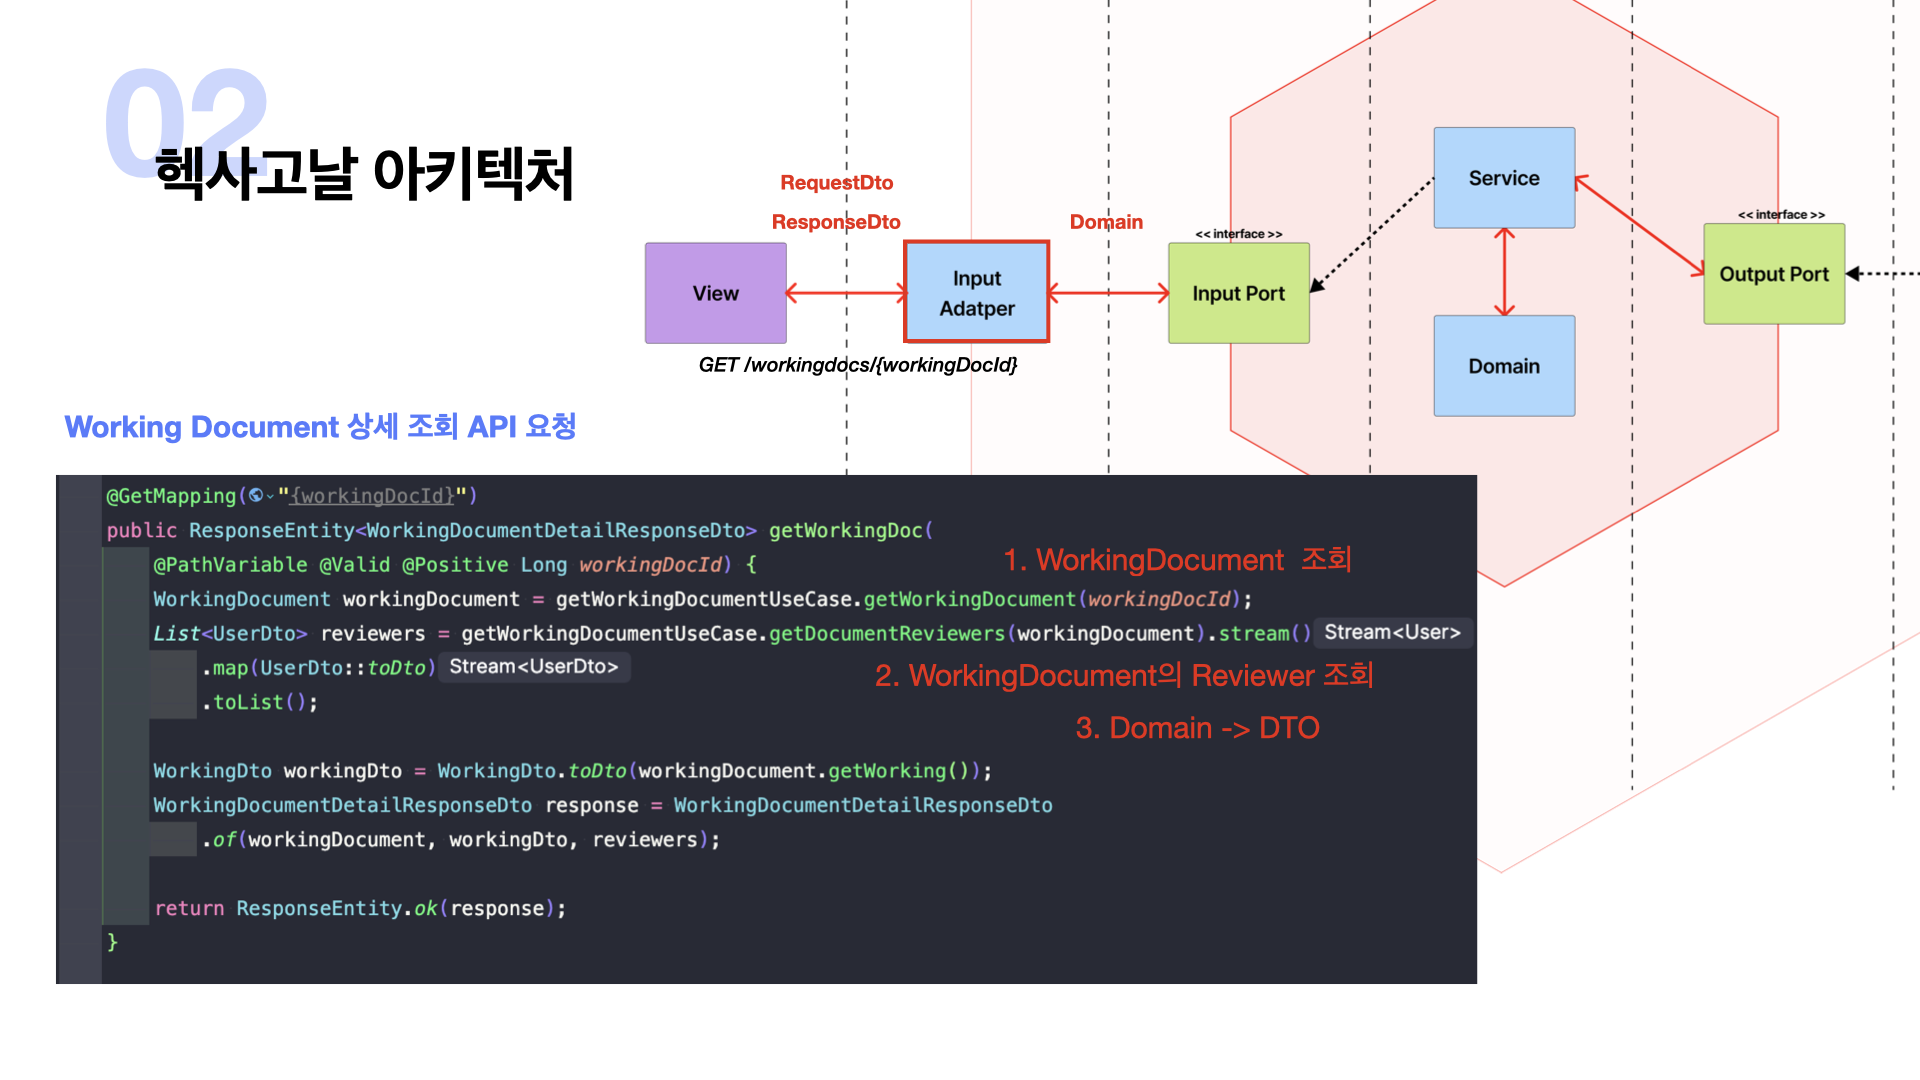 02
헥사고날 아키텍처
RequestDto
ResponseDto
Domain
<< interface >>
<< interface >>
View
Input
Adatper
Input Port
Service
Domain
Output Port
GET /workingdocs/{workingDocId}
Working Document 상세 조회 API 요청
@GetMapping("{workingDocId}")
public ResponseEntity<WorkingDocumentDetailResponseDto> getWorkingDoc(
@PathVariable @Valid @Positive Long workingDocId) {
1. WorkingDocument 조회
WorkingDocument workingDocument = getWorkingDocumentUseCase.getWorkingDocument(workingDocId);
List<UserDto> reviewers = getWorkingDocumentUseCase.getDocumentReviewers(workingDocument).stream() Stream<User>
.map(UserDto::toDto) Stream<UserDto>
2. WorkingDocument의 Reviewer 조회
.toList();
3. Domain -> DTO
WorkingDto workingDto = WorkingDto.toDto(workingDocument.getWorking());
WorkingDocumentDetailResponseDto response = WorkingDocumentDetailResponseDto
.of(workingDocument, workingDto, reviewers);
return ResponseEntity.ok(response);
}